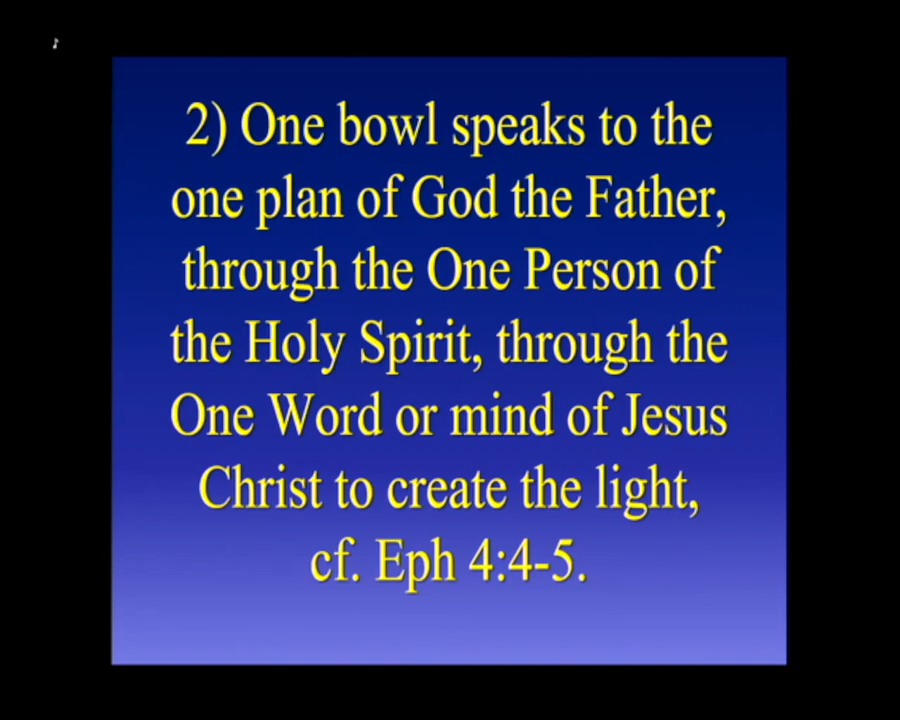 2) One bowl speaks to the
one plan of God the Father,
through the One Person of
the Holy Spirit, through the
One Word or mind of Jesus
Christ to create the light,
cf. Eph 4:4-5.